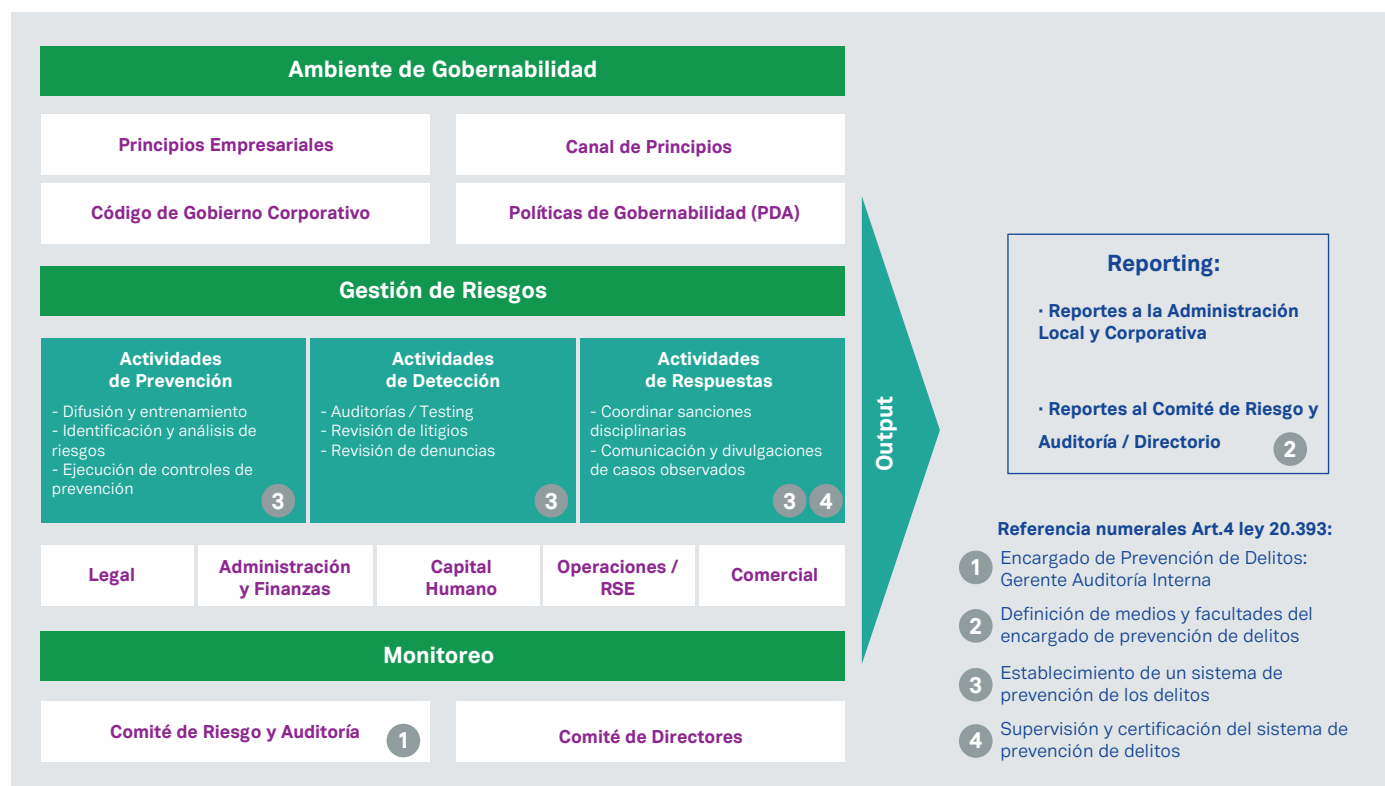 Ambiente de Gobernabilidad
Principios Empresariales
Canal de Principios
Código de Gobierno Corporativo
Políticas de Gobernabilidad (PDA)
Gestión de Riesgos
Actividades
de Prevención
- Difusión y entrenamiento
- Identificación y análisis de
riesgos
- Ejecución de controles de
prevención
3
Actividades
de Detección
- Auditorías / Testing
- Revisión de litigios
- Revisión de denuncias
3
Actividades
de Respuestas
- Coordinar sanciones
disciplinarias
- Comunicación y divulgaciones
de casos observados
3 4
Legal
Administración
y Finanzas
Capital
Humano
Operaciones /
RSE
Comercial
Monitoreo
Comité de Riesgo y Auditoría
1
Comité de Directores
Output
Reporting:
· Reportes a la Administración
Local y Corporativa
· Reportes al Comité de Riesgo y
Auditoría / Directorio
2
Referencia numerales Art.4 ley 20.393:
1 Encargado de Prevención de Delitos:
Gerente Auditoría Interna
2 Definición de medios y facultades del
encargado de prevención de delitos
3 Establecimiento de un sistema de
prevención de los delitos
4 Supervisión y certificación del sistema de
prevención de delitos